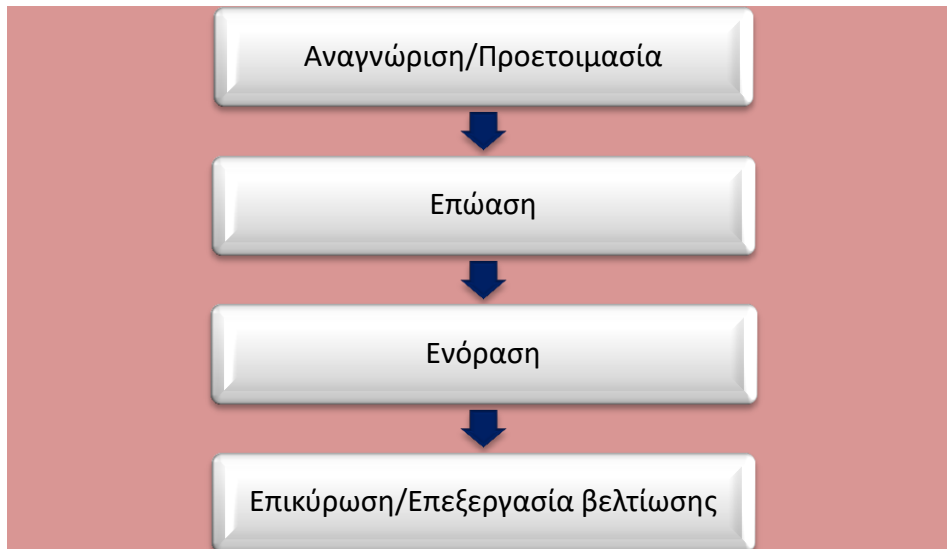 Αναγνώριση/Προετοιμασία
Επώαση
Ενόραση
Επικύρωση/Επεξεργασία βελτίωσης